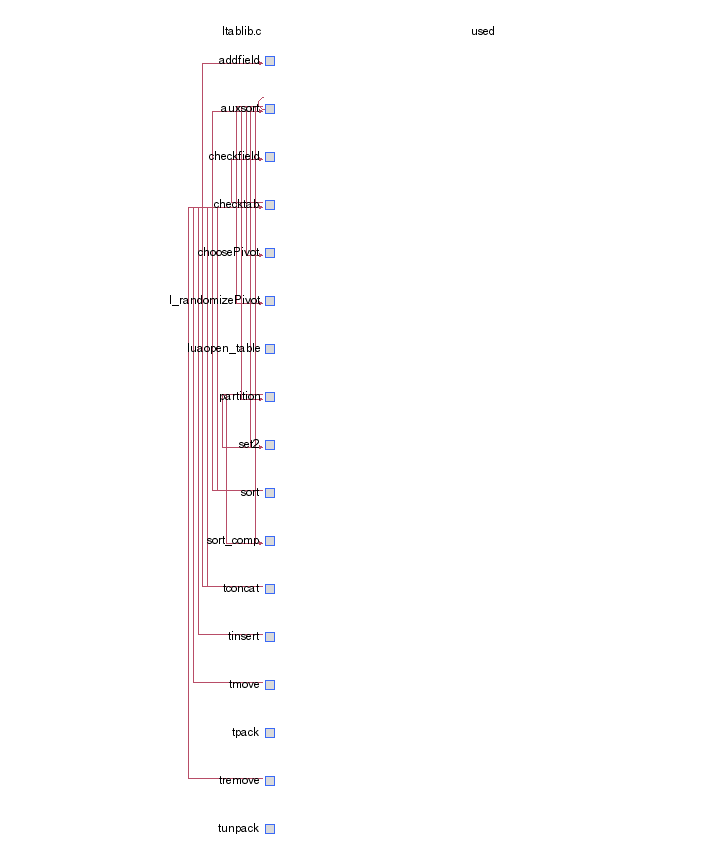 ltablib.c
used
addfield
auxsort
checkfield
checktab
choosePivot
l_randomizePivot
luaopen_table
partition
set2
sort
sort_comp
tconcat
tinsert
tmove
tpack
tremove
tunpack